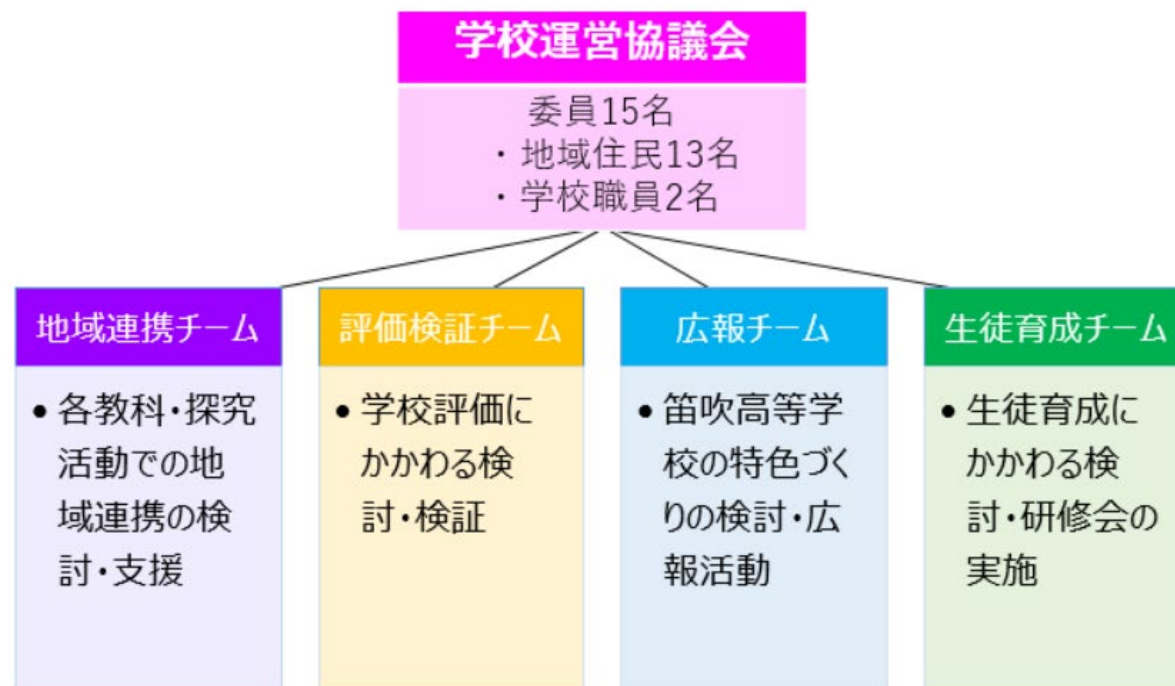 学校運営協議会
委員15名
・地域住民13名
・学校職員2名
地域連携チーム
• 各教科・探究
活動での地
域連携の検
討・支援
評価検証チーム
• 学校評価に
かかわる検
討・検証
広報チーム
• 笛吹高等学
校の特色づく
りの検討・広
報活動
生徒育成チーム
• 生徒育成に
かかわる検
討・研修会の
実施